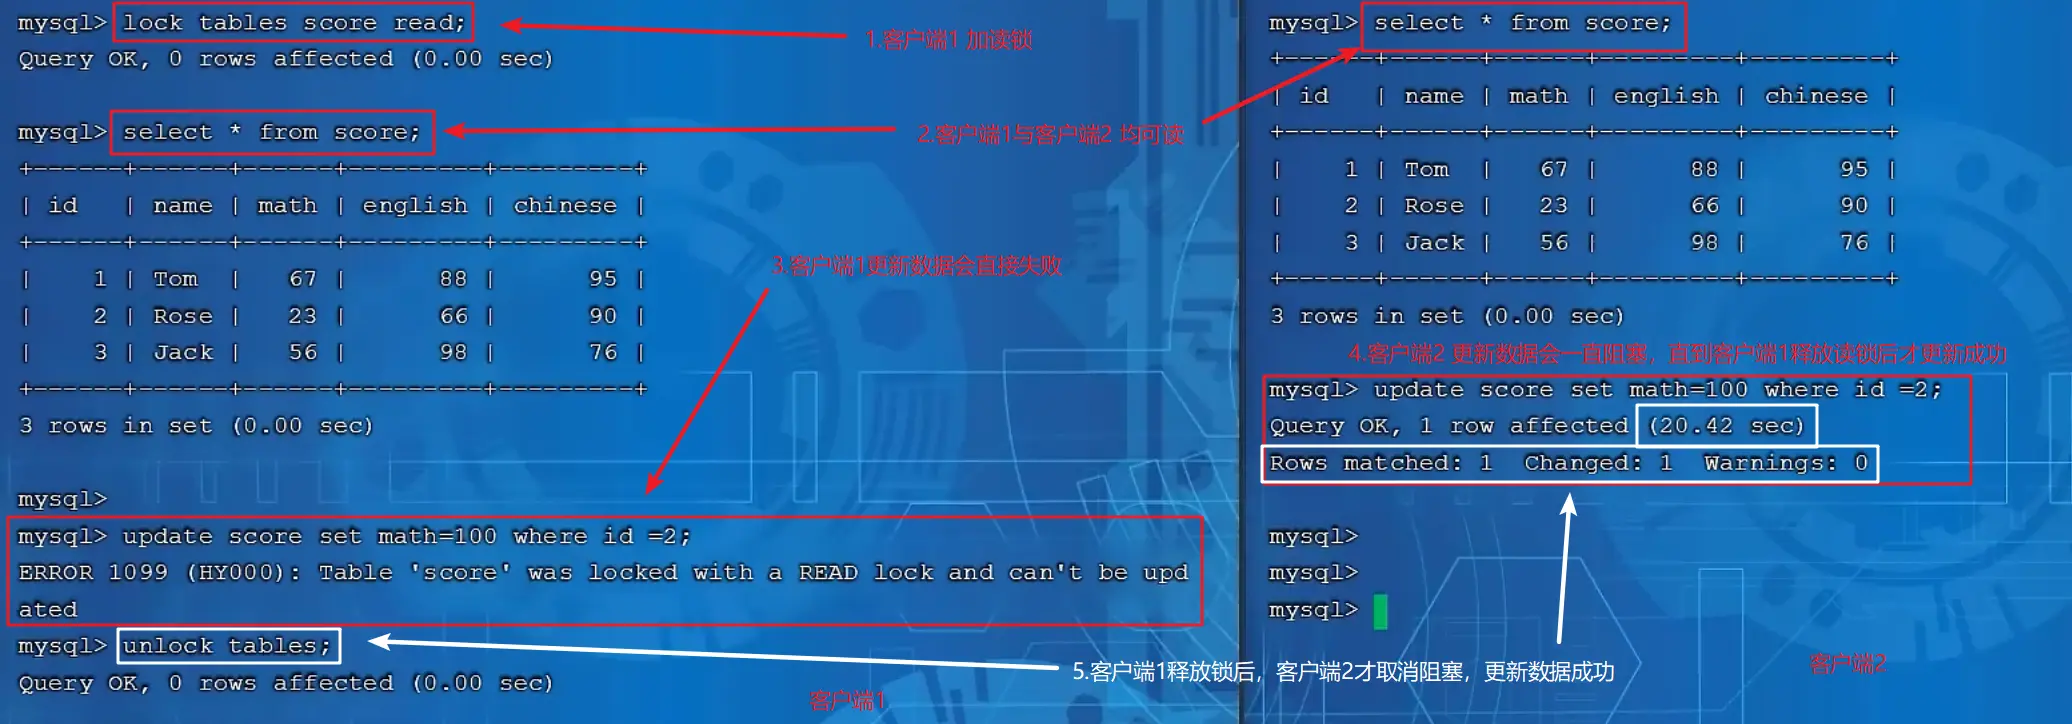 mysql> lock tables score read;
1.客户端1 加读锁
Query OK, 0 rows affected (0.00 sec)
mysql> select * from score;
2.客户端1与客户端2 均可读
+------+------+------+---------+---------+
| id   | name | math | english | chinese |
+------+------+------+---------+---------+
|    1 | Tom  |   67 |      88 |      95 |
|    2 | Rose |   23 |      66 |      90 |
|    3 | Jack |   56 |      98 |      76 |
+------+------+------+---------+---------+
3 rows in set (0.00 sec)
3.客户端1更新数据会直接失败
mysql>
mysql> update score set math=100 where id =2;
ERROR 1099 (HY000): Table 'score' was locked with a READ lock and can't be upd
ated
mysql> unlock tables;
Query OK, 0 rows affected (0.00 sec)
5.客户端1释放锁后，客户端2才取消阻塞，更新数据成功
客户端1
mysql> select * from score;
+------+------+------+---------+---------+
| id   | name | math | english | chinese |
+------+------+------+---------+---------+
|    1 | Tom  |   67 |      88 |      95 |
|    2 | Rose |   23 |      66 |      90 |
|    3 | Jack |   56 |      98 |      76 |
+------+------+------+---------+---------+
3 rows in set (0.00 sec)
4.客户端2 更新数据会一直阻塞，直到客户端1释放读锁后才更新成功
mysql> update score set math=100 where id =2;
Query OK, 1 row affected (20.42 sec)
Rows matched: 1  Changed: 1  Warnings: 0
mysql>
mysql>
mysql>
客户端2